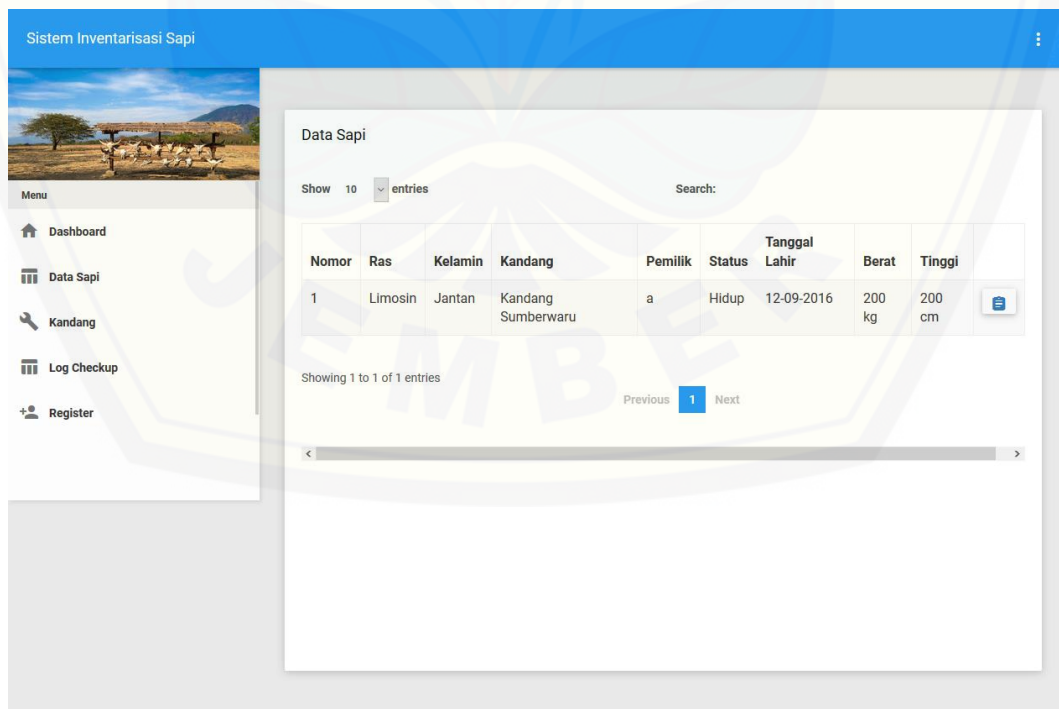 Sistem Inventarisasi Sapi
Menu
Dashboard
Data Sapi
Kandang
Log Checkup
Register
Data Sapi
Show 10 entries Search:
Nomor Ras Kelamin Kandang Pemilik Status Tanggal Lahir Berat Tinggi
1 Limosin Jantan Kandang Sumberwaru a Hidup 12-09-2016 200 kg 200 cm
Showing 1 to 1 of 1 entries
Previous 1 Next
JEMBER